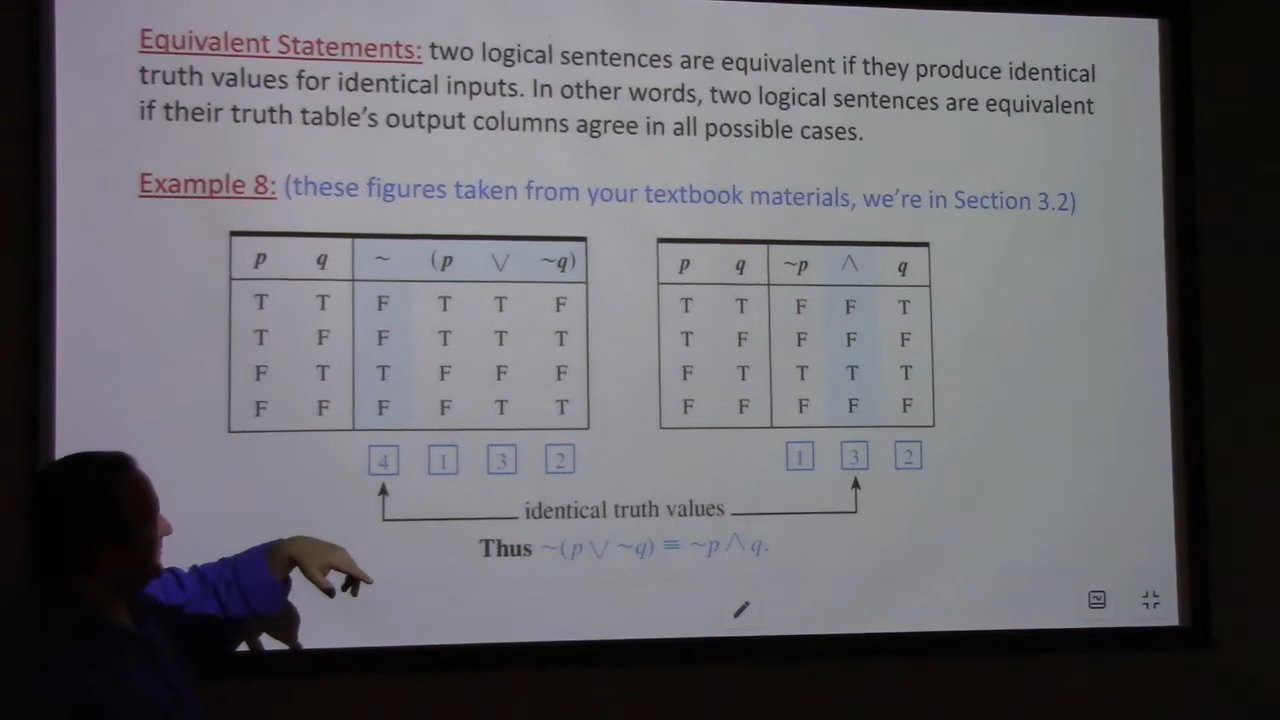 Equivalent Statements: two logical sentences are equivalent if they produce identical
truth values for identical inputs. In other words, two logical sentences are equivalent
if their truth table's output columns agree in all possible cases.
Example 8: (these figures taken from your textbook materials, we're in Section 3.2)
p q ~ (p ∨ ~q)
T T F T T F
T F F T T T
F T T F F F
F F F F T T
4 1 3 2
p q ~p ∧ q
T T F F T
T F F F F
F T T T T
F F F F F
1 3 2
identical truth values
Thus ~(p ∨ ~q) ≡ ~p ∧ q.